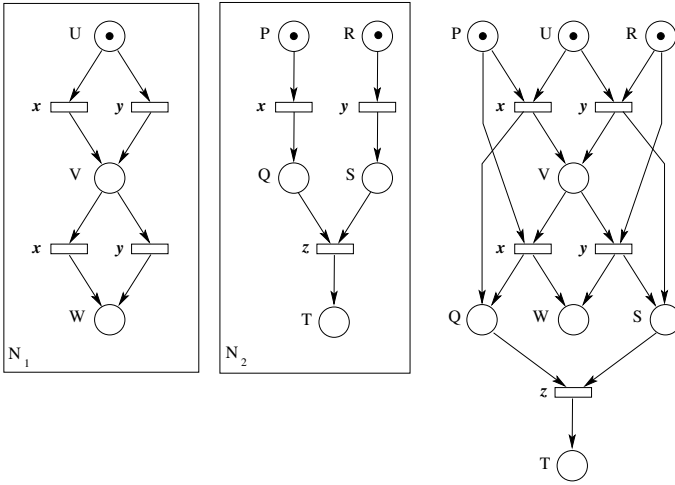 U P R P U R
x y x y x y
V Q S V
x y z x y
W T Q W S
N1 N2
z
T